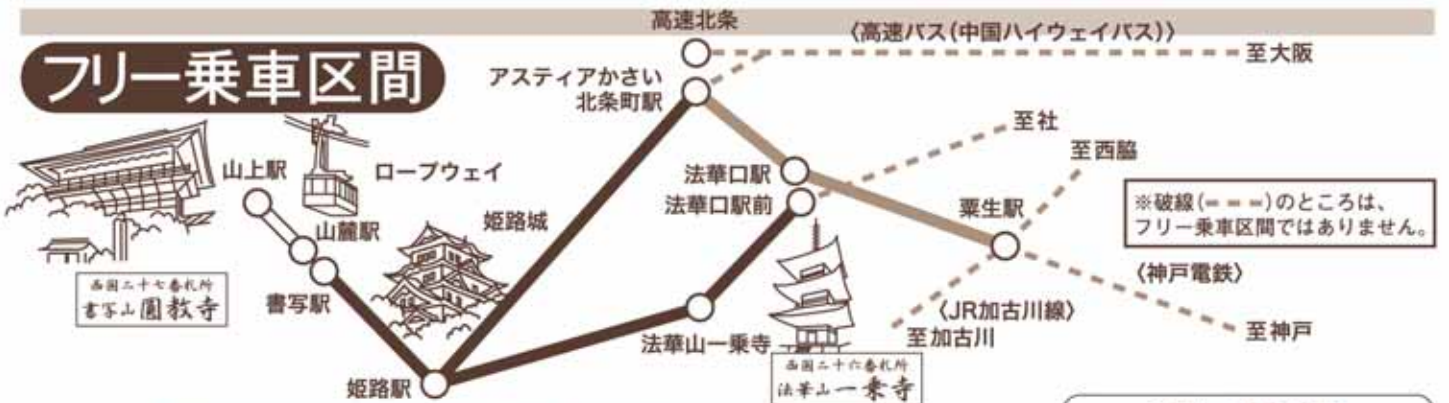 高速北条
〈高速バス(中国ハイウェイバス)〉
至大阪
フリー乗車区間
アスティアかさい
北条町駅
至社
至西脇
山上駅
ロープウェイ
法華口駅
法華口駅前
粟生駅
※破線(---)のところは、
フリー乗車区間ではありません。
山麓駅
姫路城
西国二十七番札所
書写山圓教寺
書写駅
〈神戸電鉄〉
〈JR加古川線〉
至加古川
至神戸
法華山一乗寺
西国二十六番札所
法華山一乗寺
姫路駅